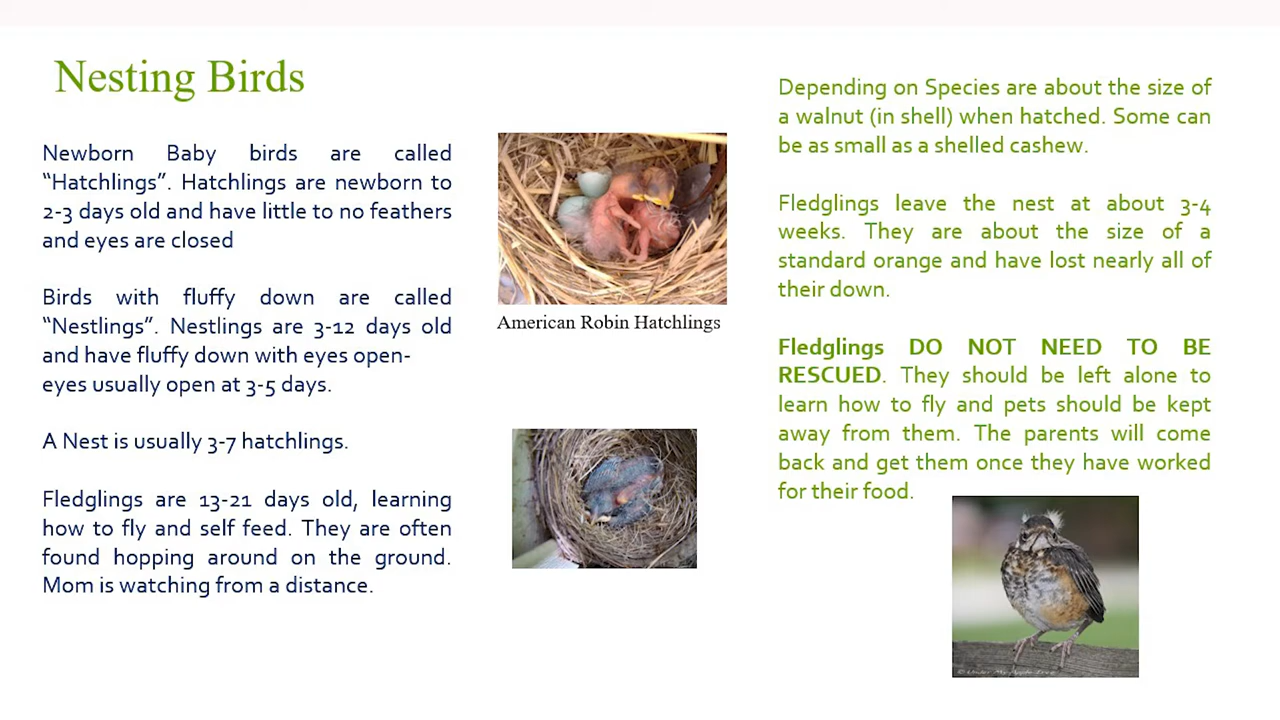 Nesting Birds
Newborn Baby birds are called
“Hatchlings”. Hatchlings are newborn to
2-3 days old and have little to no feathers
and eyes are closed
Birds with fluffy down are called
“Nestlings”. Nestlings are 3-12 days old
and have fluffy down with eyes open-
eyes usually open at 3-5 days.
A Nest is usually 3-7 hatchlings.
Fledglings are 13-21 days old, learning
how to fly and self feed. They are often
found hopping around on the ground.
Mom is watching from a distance.
American Robin Hatchlings
Depending on Species are about the size of
a walnut (in shell) when hatched. Some can
be as small as a shelled cashew.
Fledglings leave the nest at about 3-4
weeks. They are about the size of a
standard orange and have lost nearly all of
their down.
Fledglings DO NOT NEED TO BE
RESCUED. They should be left alone to
learn how to fly and pets should be kept
away from them. The parents will come
back and get them once they have worked
for their food.